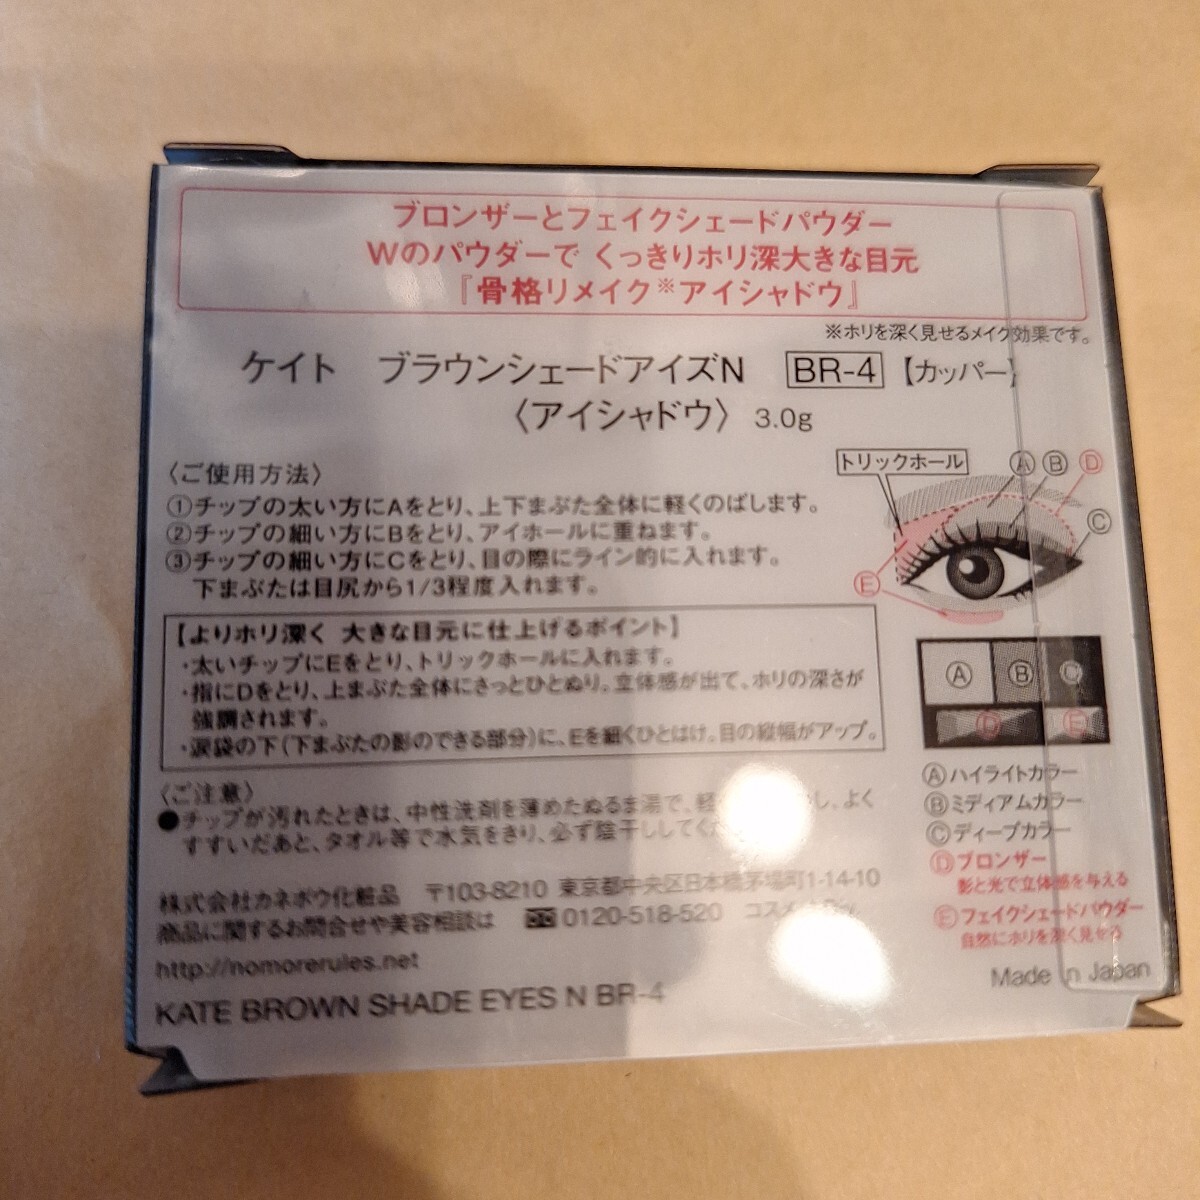 ブロンザーとフェイクシェードパウダー
Wのパウダーで くっきりホリ深大きな目元
『骨格リメイク※アイシャドウ』
※ホリを深く見せるメイク効果です。
ケイト ブラウンシェードアイズN BR-4 【カッパー】
〈アイシャドウ〉 3.0g
〈ご使用方法〉
①チップの太い方にAをとり、上下まぶた全体に軽くのばします。
②チップの細い方にBをとり、アイホールに重ねます。
③チップの細い方にCをとり、目の際にライン的に入れます。
下まぶたは目尻から1/3程度入れます。
トリックホール Ⓐ Ⓑ Ⓓ
Ⓒ
Ⓔ
【よりホリ深く 大きな目元に仕上げるポイント】
・太いチップにEをとり、トリックホールに入れます。
・指にDをとり、上まぶた全体にさっとひとぬり。立体感が出て、ホリの深さが
強調されます。
・涙袋の下(下まぶたの影のできる部分)に、Eを細くひとはけ。目の縦幅がアップ。
Ⓐ Ⓑ Ⓒ
Ⓓ Ⓔ
Ⓐハイライトカラー
Ⓑミディアムカラー
Ⓒディープカラー
Ⓓブロンザー
影と光で立体感を与える
Ⓔフェイクシェードパウダー
自然にホリを深く見せる
〈ご注意〉
●チップが汚れたときは、中性洗剤を薄めたぬるま湯で、軽 し、よく
すすいだあと、タオル等で水気をきり、必ず陰干ししてく
株式会社カネボウ化粧品 〒103-8210 東京都中央区日本橋茅場町1-14-10
商品に関するお問合せや美容相談は 0120-518-520
http://nomorerules.net
Made in Japan
KATE BROWN SHADE EYES N BR-4